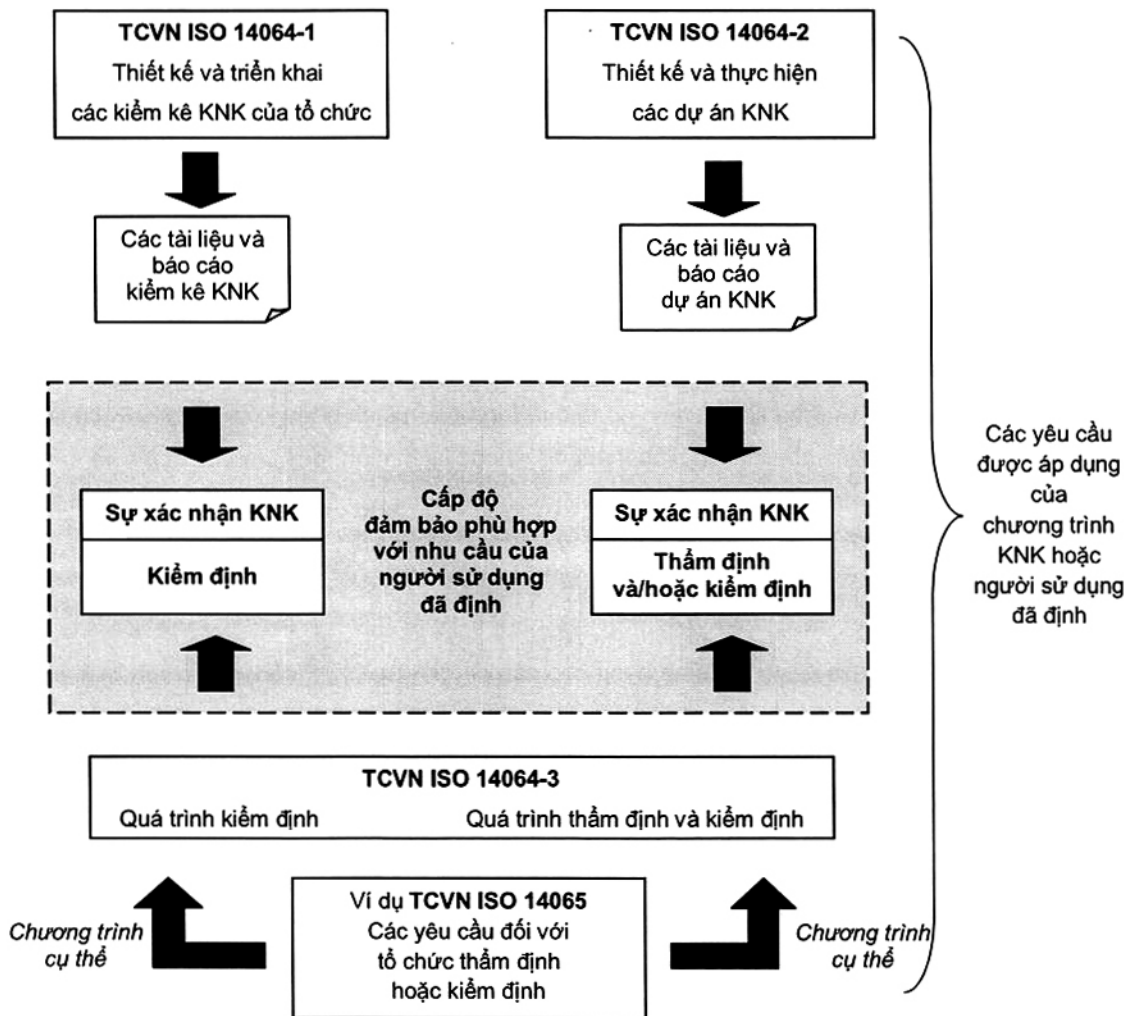 TCVN ISO 14064-1
Thiết kế và triển khai
các kiểm kê KNK của tổ chức
TCVN ISO 14064-2
Thiết kế và thực hiện
các dự án KNK
Các tài liệu và
báo cáo
kiểm kê KNK
Các tài liệu và
báo cáo
dự án KNK
Sự xác nhận KNK
Kiểm định
Cấp độ
đảm bảo phù hợp
với nhu cầu của
người sử dụng
đã định
Sự xác nhận KNK
Thẩm định
và/hoặc kiểm định
Các yêu cầu
được áp dụng
của
chương trình
KNK hoặc
người sử dụng
đã định
TCVN ISO 14064-3
Quá trình kiểm định
Quá trình thẩm định và kiểm định
Chương trình
cụ thể
Ví dụ TCVN ISO 14065
Các yêu cầu đối với
tổ chức thẩm định
hoặc kiểm định
Chương trình
cụ thể